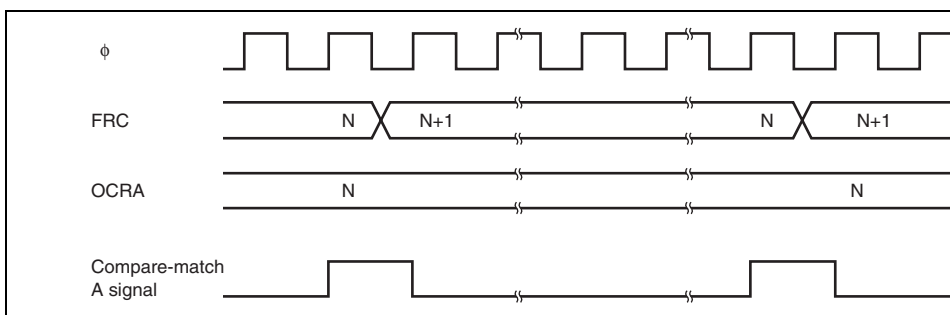 ϕ
FRC N N+1 N N+1
OCRA N N
Compare-match
A signal